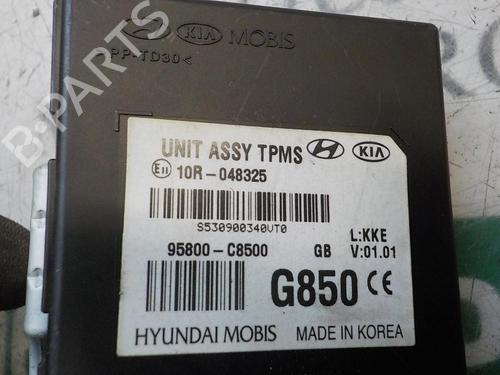 KIA MOBIS
PP-TD30<
UNIT ASSY TPMS
KIA
E11 10R-048325
S530900340VT0
95800-C8500 GB
L:KKE
V:01.01
G850 CE
HYUNDAI MOBIS MADE IN KOREA
B-PARTS